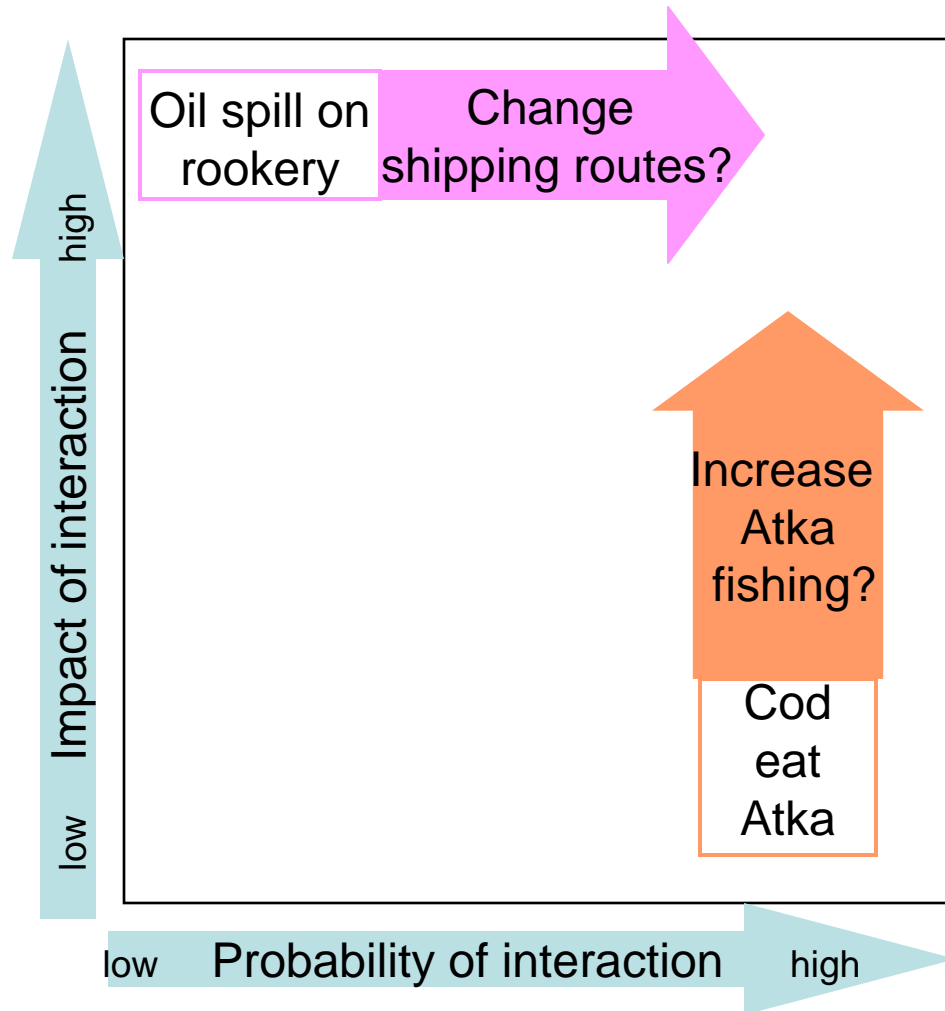 Oil spill on
rookery
Change
shipping routes?
high
Impact of interaction
low
Increase
Atka
fishing?
Cod
eat
Atka
low Probability of interaction high